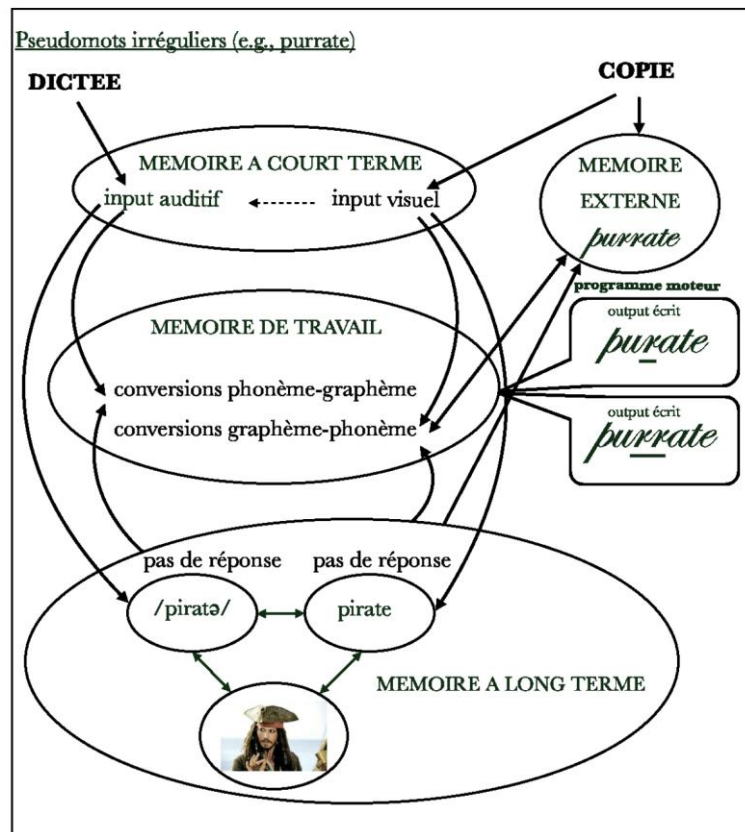 Pseudomots irréguliers (e.g., purrate)
DICTEE
COPIE
MEMOIRE A COURT TERME
input auditif
input visuel
MEMOIRE
EXTERNE
purrate
programme moteur
output écrit
purate
MEMOIRE DE TRAVAIL
conversions phonème-graphème
conversions graphème-phonème
output écrit
purrate
pas de réponse
pas de réponse
/piratə/
pirate
MEMOIRE A LONG TERME